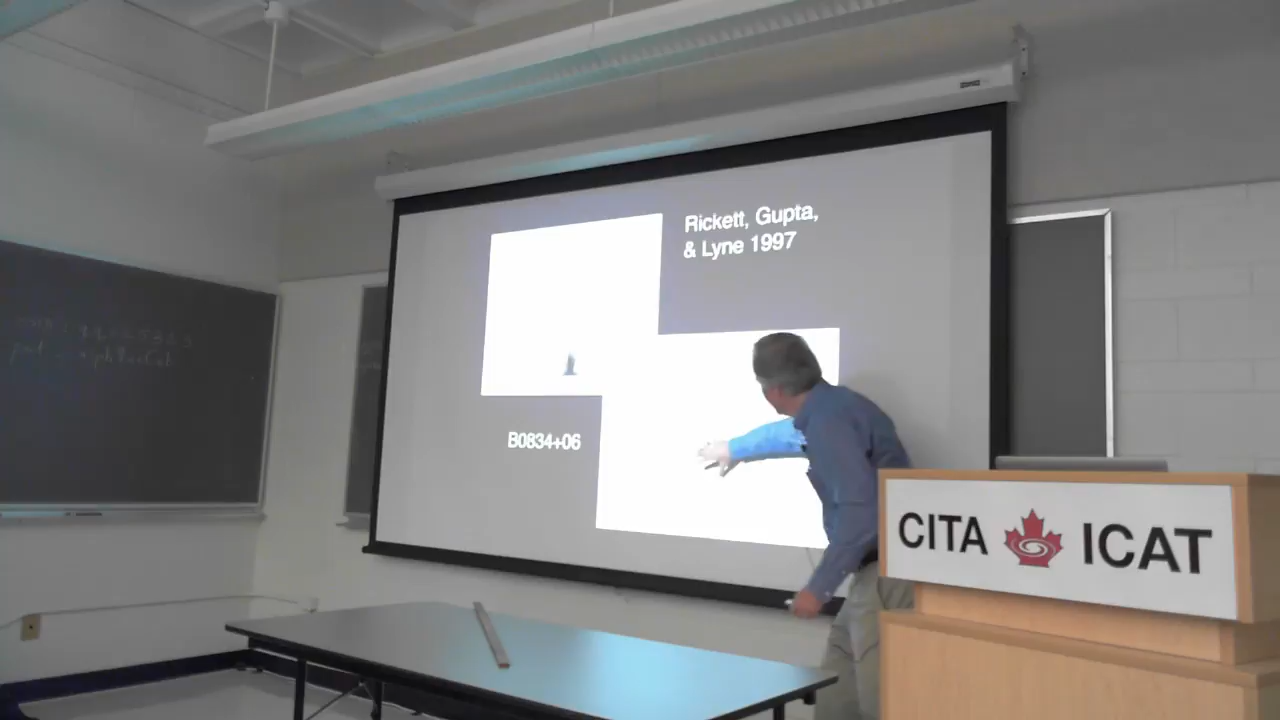 Rickett, Gupta,
& Lyne 1997
B0834+06
CITA ICAT